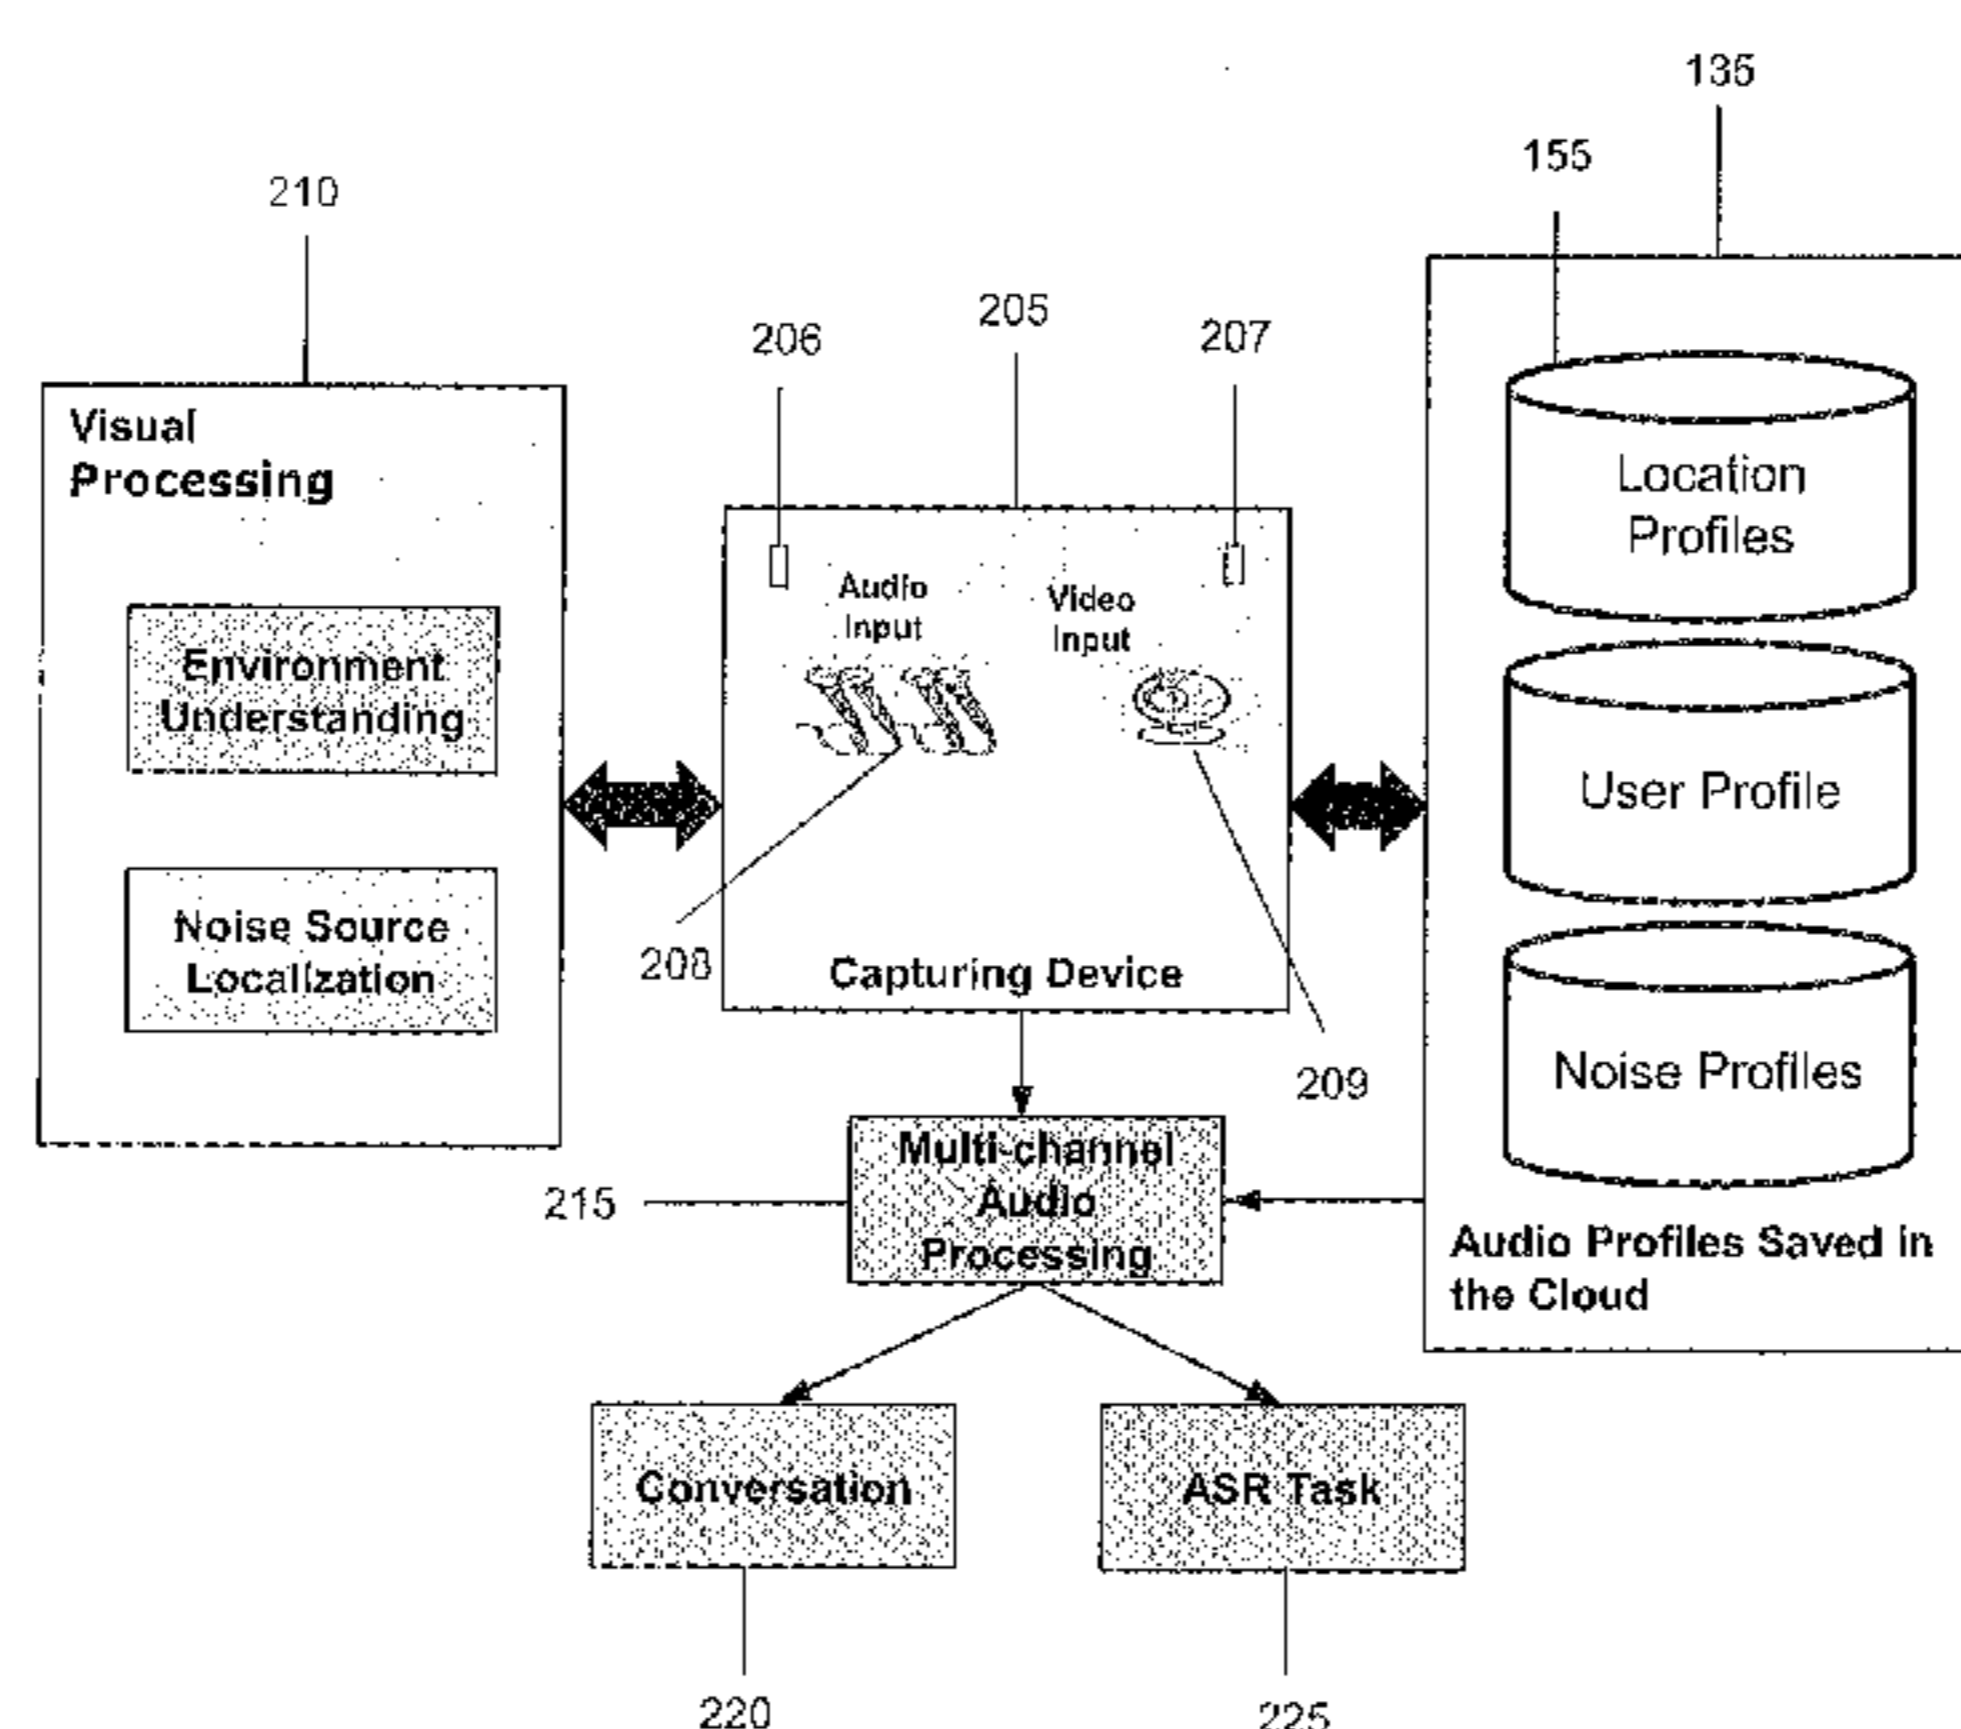 135
155
210
205
206
207
Visual
Processing
Location
Profiles
Audio
Input
Video
Input
Environment
Understanding
User Profile
Noise Source
Localization
208
Capturing Device
209
Noise Profiles
Multi-channel
Audio
Processing
215
Audio Profiles Saved in
the Cloud
Conversation
ASR Task
220
225